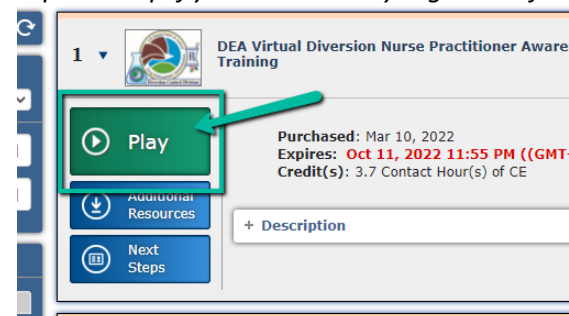 1
DEA Virtual Diversion Nurse Practitioner Aware
Training
Play
Purchased: Mar 10, 2022
Expires: Oct 11, 2022 11:55 PM ((GMT-
Credit(s): 3.7 Contact Hour(s) of CE
Additional
Resources
+ Description
Next
Steps